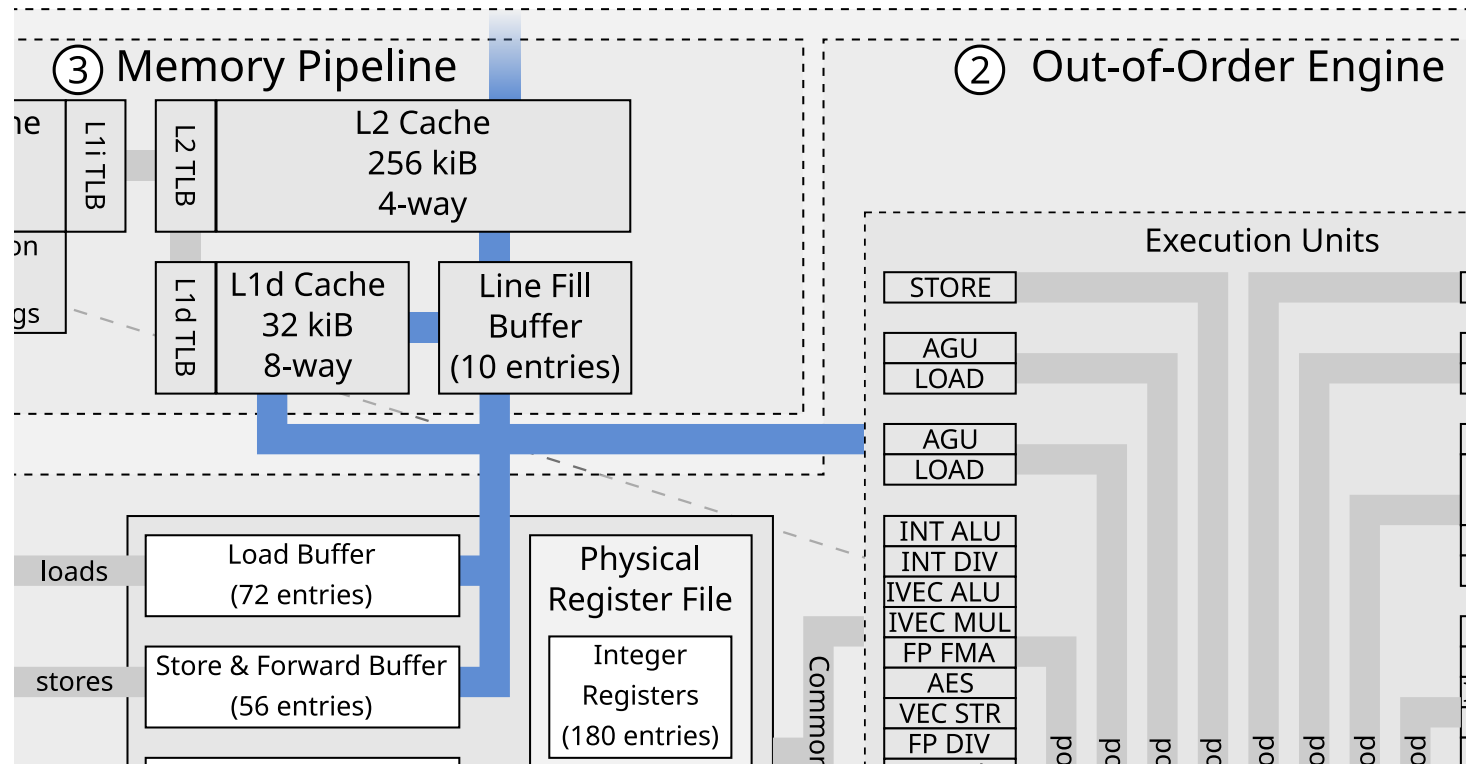 3 Memory Pipeline
L1i TLB
L2 TLB
L2 Cache
256 kiB
4-way
L1d TLB
L1d Cache
32 kiB
8-way
Line Fill
Buffer
(10 entries)
loads
Load Buffer
(72 entries)
stores
Store & Forward Buffer
(56 entries)
Physical
Register File
Integer
Registers
(180 entries)
2 Out-of-Order Engine
Execution Units
STORE
AGU
LOAD
AGU
LOAD
INT ALU
INT DIV
IVEC ALU
IVEC MUL
FP FMA
AES
VEC STR
FP DIV